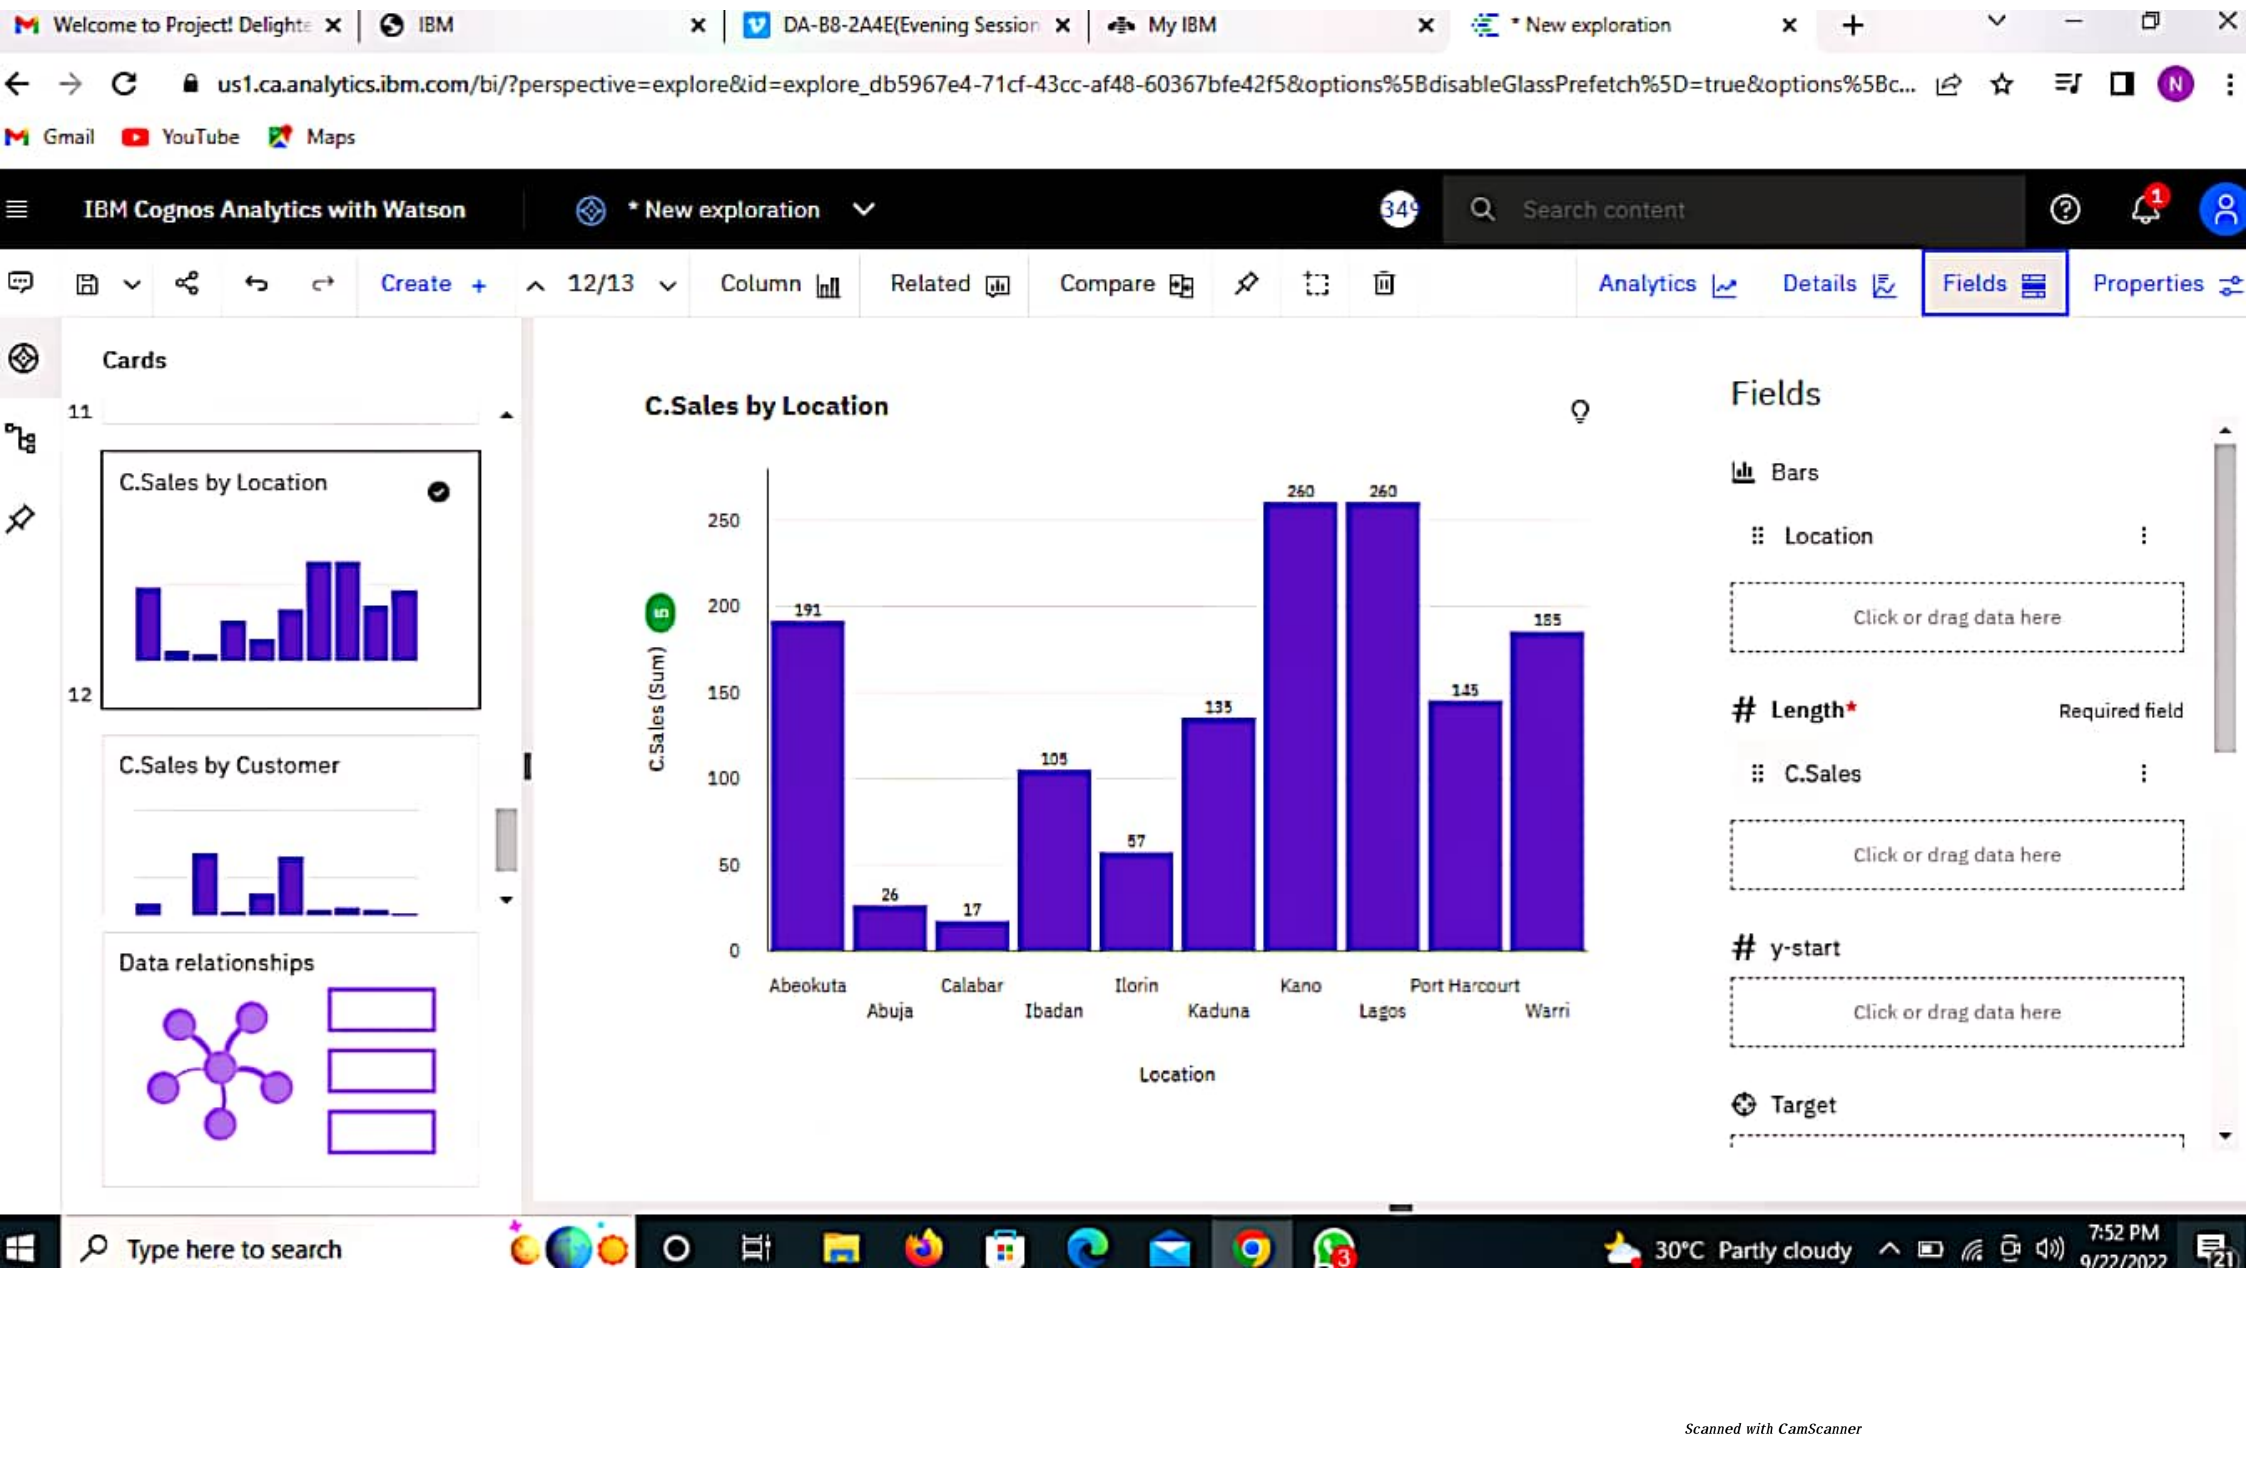 Welcome to Project! Delighte
IBM
DA-B8-2A4E(Evening Session
My IBM
* New exploration
us1.ca.analytics.ibm.com/bi/?perspective=explore&id=explore_db5967e4-71cf-43cc-af48-60367bfe42f5&options%5BdisableGlassPrefetch%5D=true&options%5Bc...
N
Gmail
YouTube
Maps
IBM Cognos Analytics with Watson
* New exploration
349
Search content
1
Create +
12/13
Column
Related
Compare
Analytics
Details
Fields
Properties
Cards
11
C.Sales by Location
12
C.Sales by Customer
Data relationships
C.Sales by Location
C.Sales (Sum)
5
250
200
150
100
50
0
191
26
17
105
57
135
260
260
145
185
Abeokuta
Abuja
Calabar
Ibadan
Ilorin
Kaduna
Kano
Lagos
Port Harcourt
Warri
Location
Fields
Bars
Location
Click or drag data here
# Length*
Required field
C.Sales
Click or drag data here
# y-start
Click or drag data here
Target
Type here to search
3
30°C Partly cloudy
7:52 PM
9/22/2022
21
Scanned with CamScanner